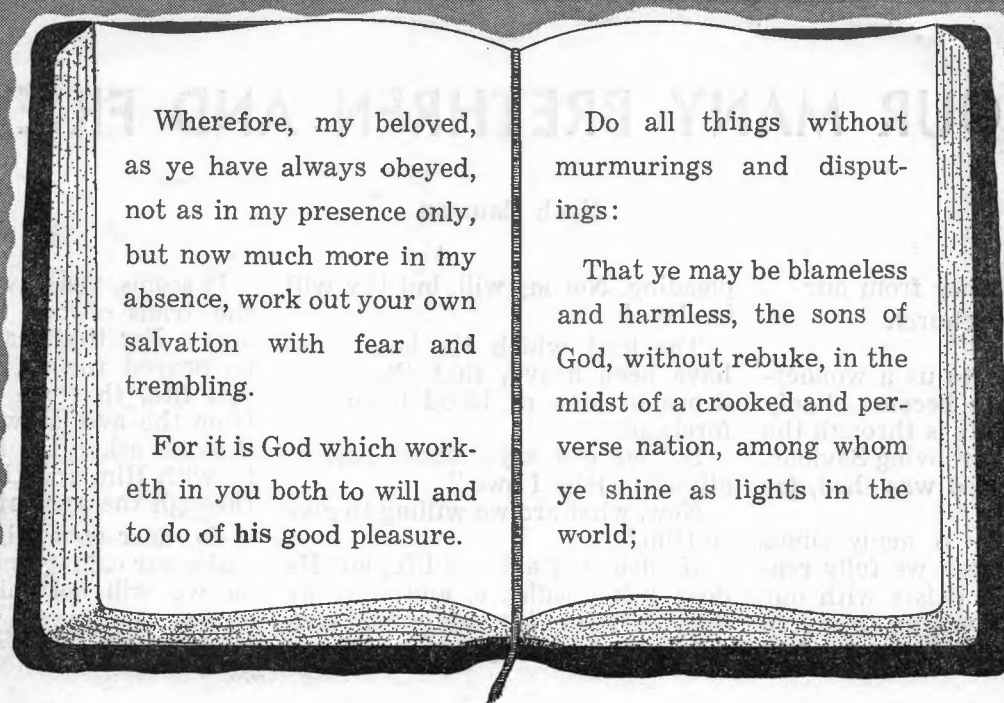 Wherefore, my beloved,
as ye have always obeyed,
not as in my presence only,
but now much more in my
absence, work out your own
salvation with fear and
trembling.
For it is God which work-
eth in you both to will and
to do of his good pleasure.
Do all things without
murmurings and disput-
ings:
That ye may be blameless
and harmless, the sons of
God, without rebuke, in the
midst of a crooked and per-
verse nation, among whom
ye shine as lights in the
world;